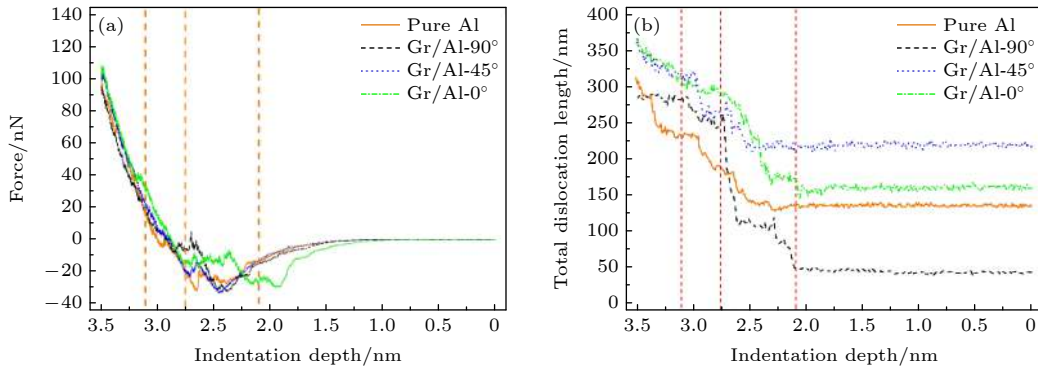 (a)
Pure Al
Gr/Al-90°
Gr/Al-45°
Gr/Al-0°
Force/nN
140
120
100
80
60
40
20
0
−20
−40
3.5 3.0 2.5 2.0 1.5 1.0 0.5 0
Indentation depth/nm
(b)
Pure Al
Gr/Al-90°
Gr/Al-45°
Gr/Al-0°
Total dislocation length/nm
400
350
300
250
200
150
100
50
0
3.5 3.0 2.5 2.0 1.5 1.0 0.5 0
Indentation depth/nm